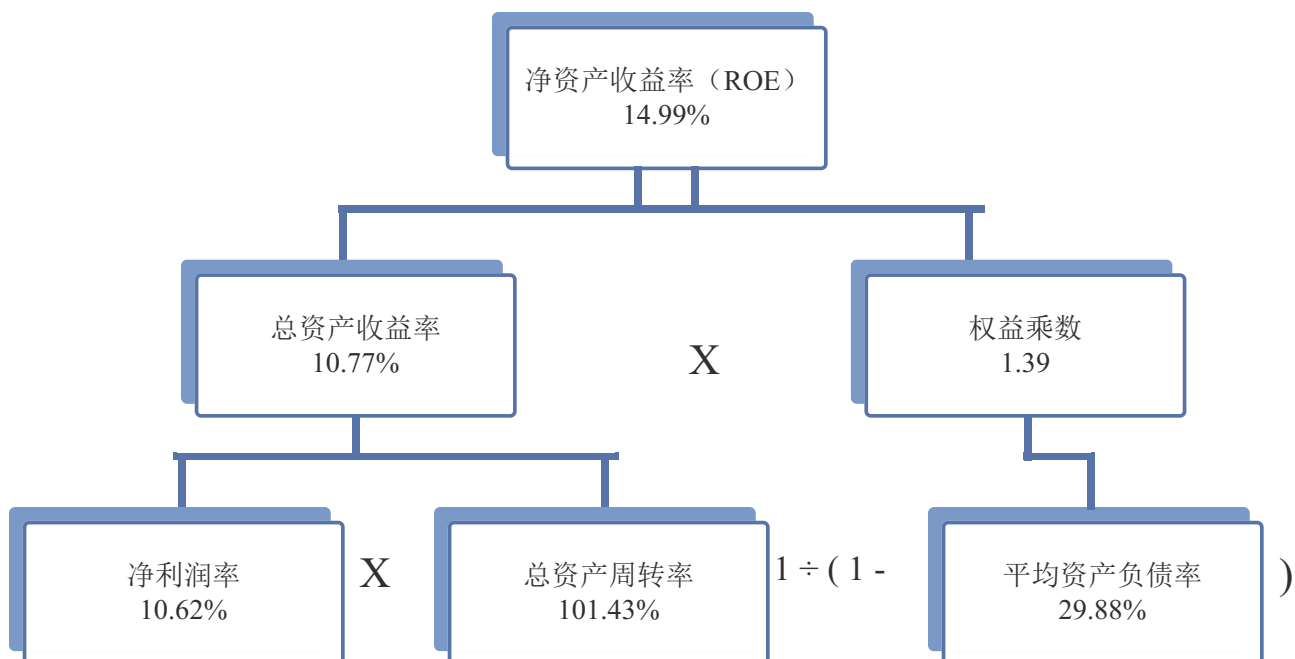 净资产收益率（ROE）
14.99%
总资产收益率
10.77%
X
权益乘数
1.39
净利润率
10.62%
X
总资产周转率
101.43%
1 ÷ ( 1 -
平均资产负债率
29.88%
)